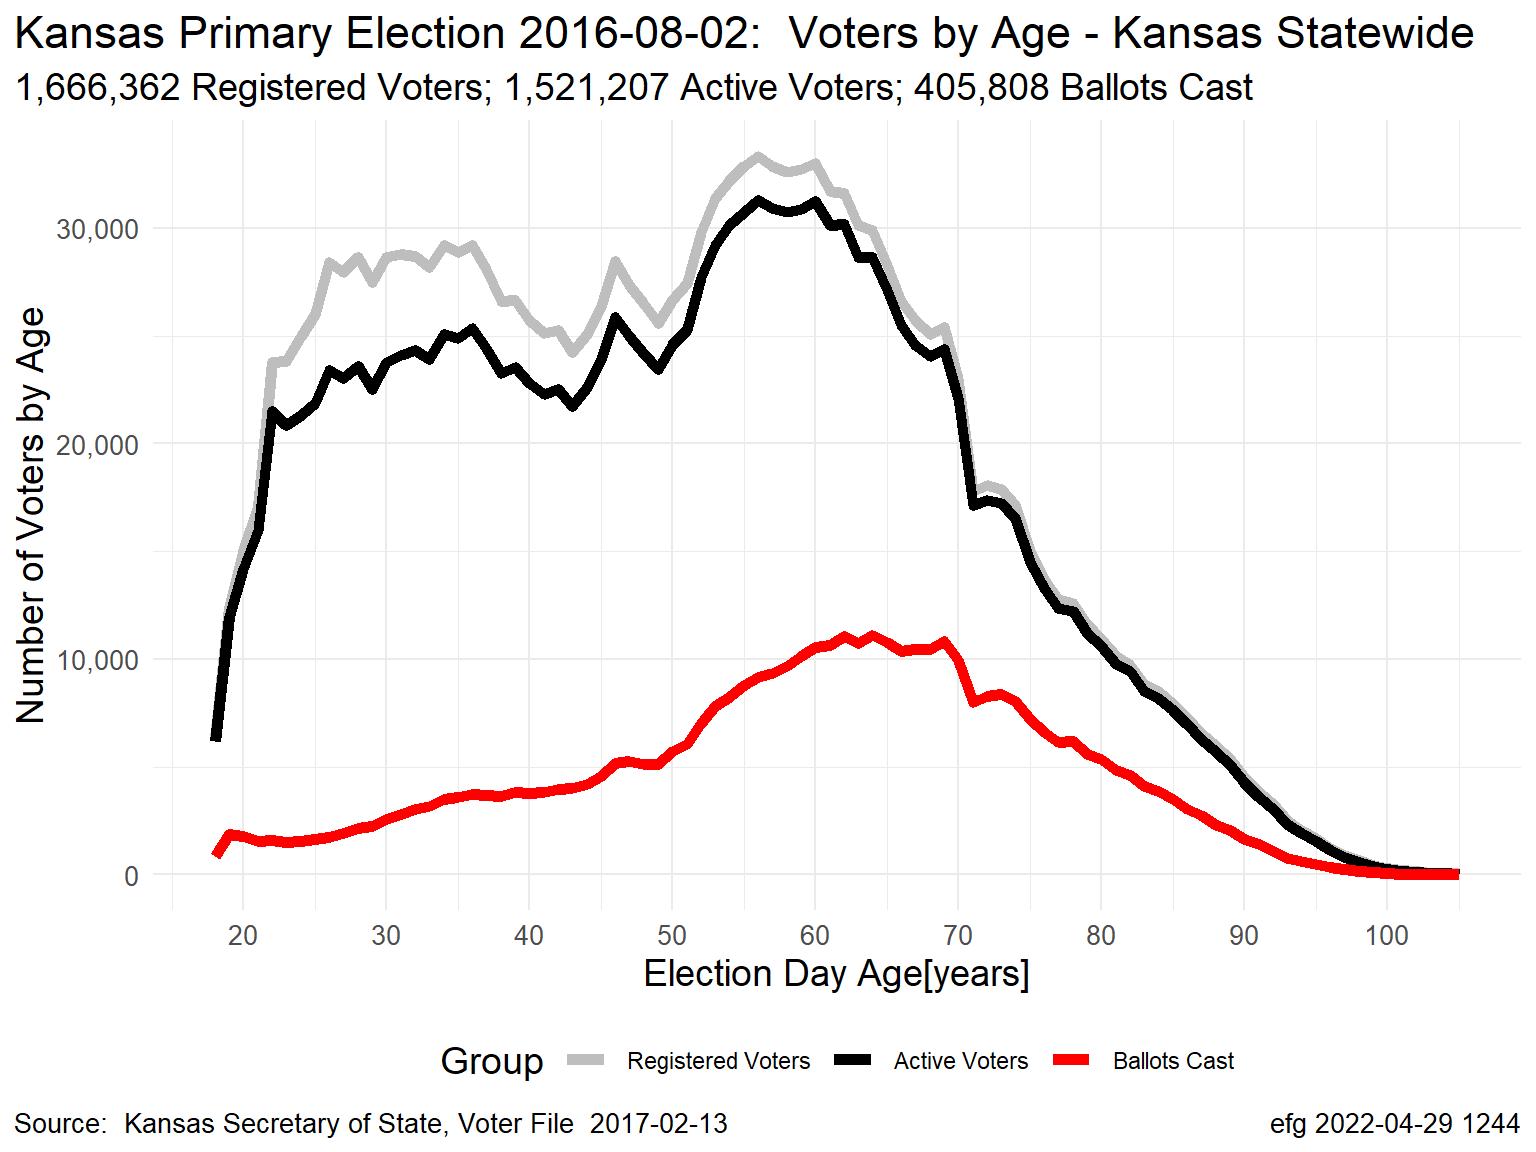 Kansas Primary Election 2016-08-02:  Voters by Age - Kansas Statewide
1,666,362 Registered Voters; 1,521,207 Active Voters; 405,808 Ballots Cast
Number of Voters by Age
30,000
20,000
10,000
0
20 30 40 50 60 70 80 90 100
Election Day Age[years]
Group Registered Voters Active Voters Ballots Cast
Source:  Kansas Secretary of State, Voter File  2017-02-13
efg 2022-04-29 1244